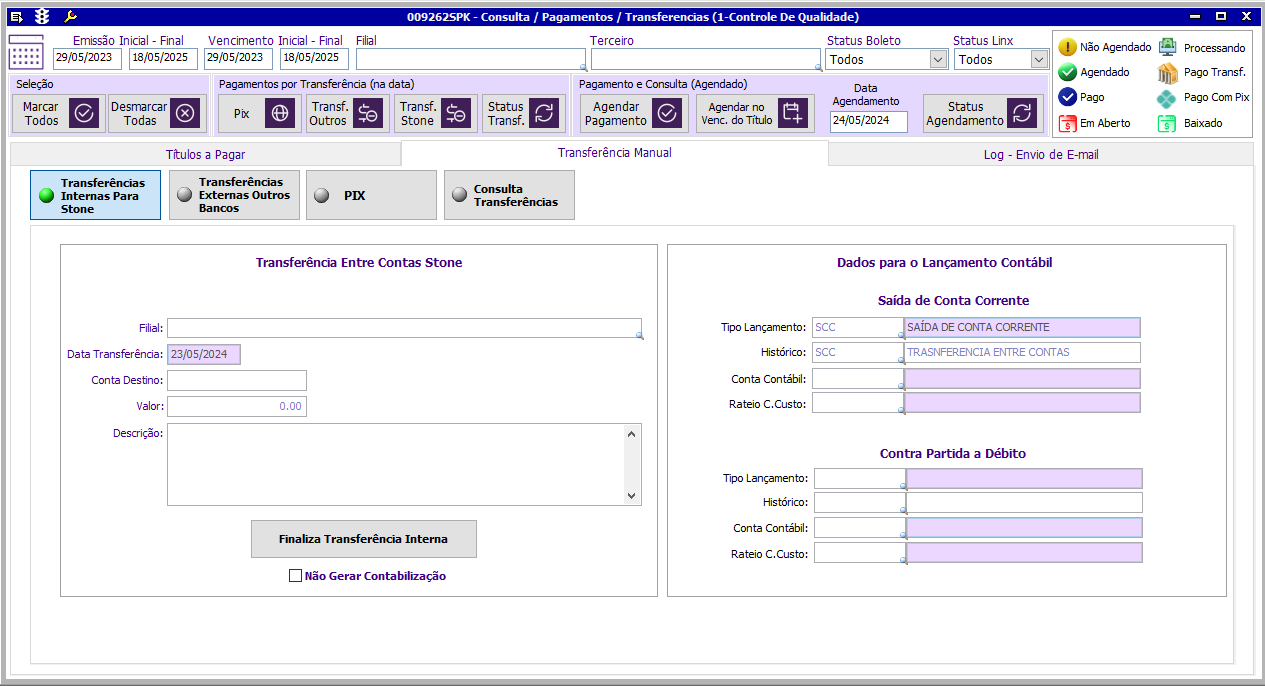 009262SPK - Consulta / Pagamentos / Transferencias (1-Controle De Qualidade)
Emissão Inicial - Final
29/05/2023 18/05/2025
Vencimento Inicial - Final
29/05/2023 18/05/2025
Filial
Terceiro
Status Boleto
Todos
Status Linx
Todos
Não Agendado
Processando
Agendado
Pago Transf.
Pago
Pago Com Pix
Em Aberto
Baixado
Seleção
Marcar
Todos
Desmarcar
Todas
Pagamentos por Transferência (na data)
Pix
Transf.
Outros
Transf.
Stone
Status
Transf.
Pagamento e Consulta (Agendado)
Agendar
Pagamento
Agendar no
Venc. do Título
Data
Agendamento
24/05/2024
Status
Agendamento
Títulos a Pagar
Transferência Manual
Log - Envio de E-mail
Transferências
Internas Para
Stone
Transferências
Externas Outros
Bancos
PIX
Consulta
Transferências
Transferência Entre Contas Stone
Filial:
Data Transferência: 23/05/2024
Conta Destino:
Valor: 0.00
Descrição:
Finaliza Transferência Interna
Não Gerar Contabilização
Dados para o Lançamento Contábil
Saída de Conta Corrente
Tipo Lançamento: SCC SAÍDA DE CONTA CORRENTE
Histórico: SCC TRASNFERENCIA ENTRE CONTAS
Conta Contábil:
Rateio C.Custo:
Contra Partida a Débito
Tipo Lançamento:
Histórico:
Conta Contábil:
Rateio C.Custo: